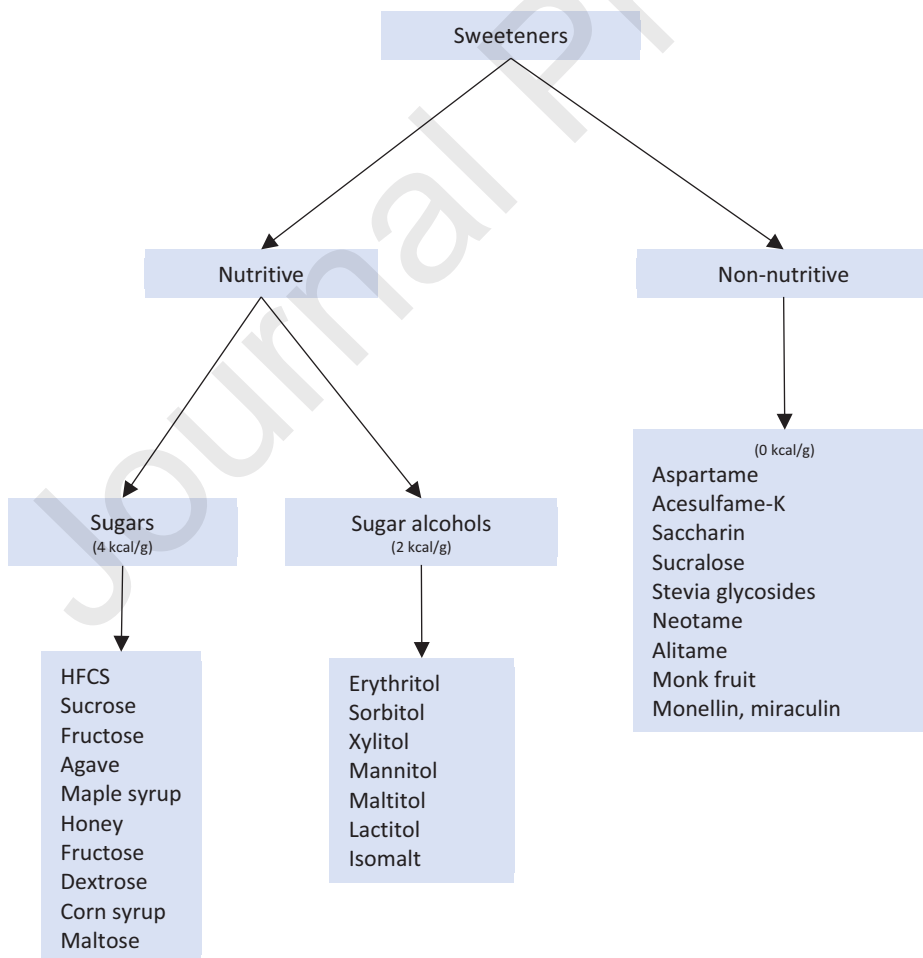 Sweeteners
Nutritive
Non-nutritive
Sugars
(4 kcal/g)
Sugar alcohols
(2 kcal/g)
(0 kcal/g)
Aspartame
Acesulfame-K
Saccharin
Sucralose
Stevia glycosides
Neotame
Alitame
Monk fruit
Monellin, miraculin
HFCS
Sucrose
Fructose
Agave
Maple syrup
Honey
Fructose
Dextrose
Corn syrup
Maltose
Erythritol
Sorbitol
Xylitol
Mannitol
Maltitol
Lactitol
Isomalt
Journal